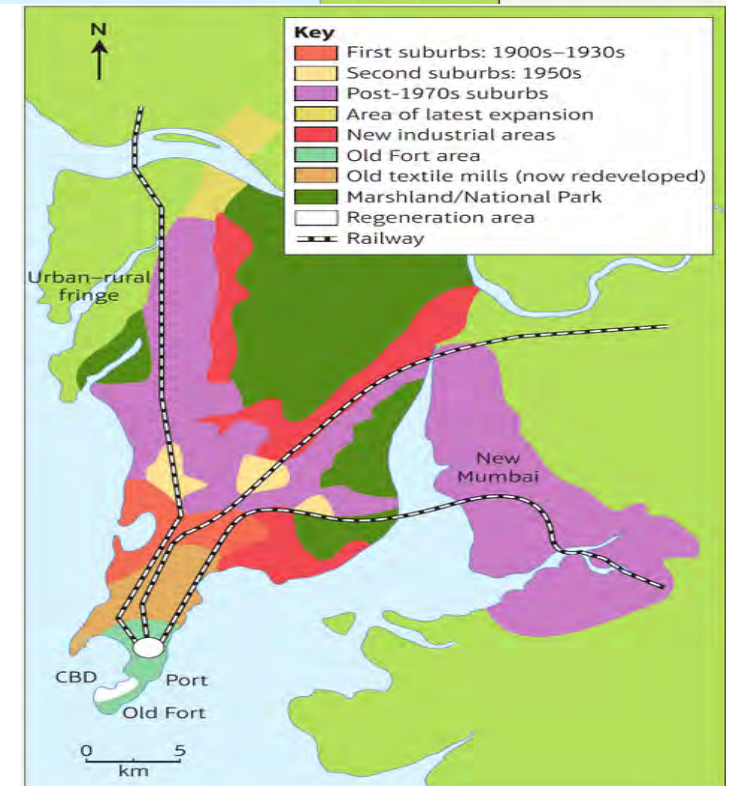 N
Key
First suburbs: 1900s–1930s
Second suburbs: 1950s
Post-1970s suburbs
Area of latest expansion
New industrial areas
Old Fort area
Old textile mills (now redeveloped)
Marshland/National Park
Regeneration area
Railway
Urban–rural
fringe
New
Mumbai
CBD
Port
Old Fort
0 5
km